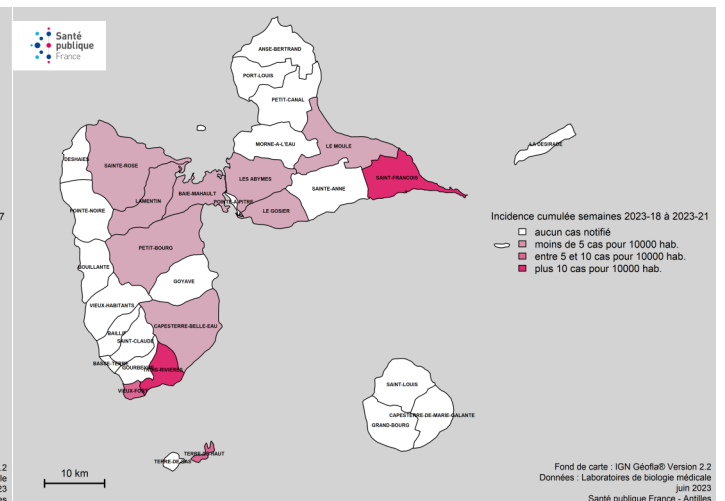 Santé
publique
France
ANSE-BERTRAND
PORT-LOUIS
PETIT-CANAL
MORNE-A-L'EAU
LE MOULE
LA DESIRADE
DESHAIES
SAINTE-ROSE
LES ABYMES
SAINT-FRANCOIS
LAMENTIN
BAIE-MAHAULT
SAINTE-ANNE
POINTE-A-PITRE
POINTE-NOIRE
LE GOSIER
7
Incidence cumulée semaines 2023-18 à 2023-21
aucun cas notifié
moins de 5 cas pour 10000 hab.
entre 5 et 10 cas pour 10000 hab.
plus 10 cas pour 10000 hab.
PETIT-BOURG
BOUILLANTE
GOYAVE
VIEUX-HABITANTS
CAPESTERRE-BELLE-EAU
BAILLIF
SAINT-CLAUDE
BASSE-TERRE
GOURBEYRE
TROIS-RIVIERES
VIEUX-FORT
SAINT-LOUIS
CAPESTERRE-DE-MARIE-GALANTE
GRAND-BOURG
TERRE-DE-HAUT
TERRE-DE-BAS
10 km
.2
le
23
es
Fond de carte : IGN Géofla® Version 2.2
Données : Laboratoires de biologie médicale
juin 2023
Santé publique France - Antilles